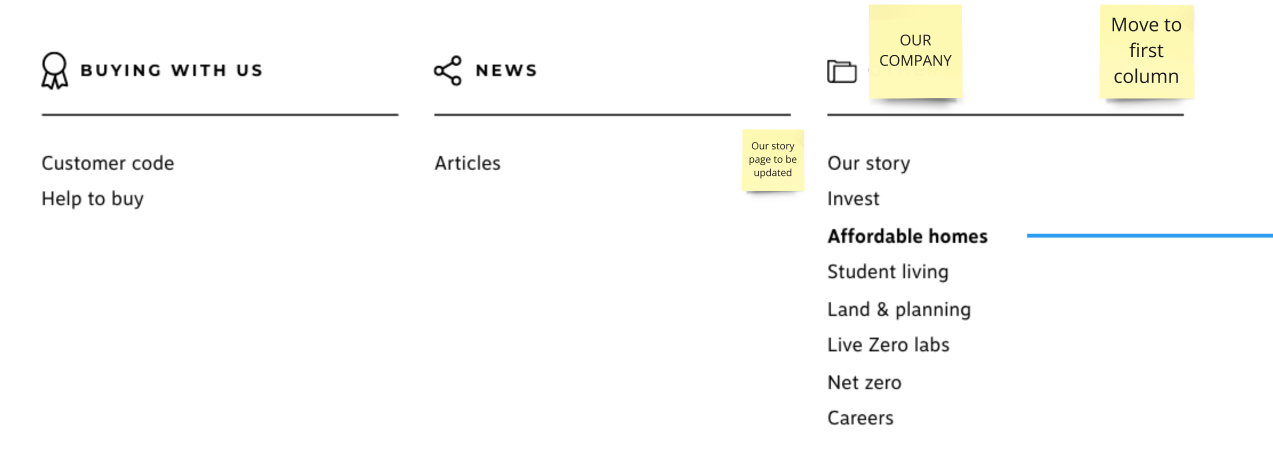 BUYING WITH US
Customer code
Help to buy
NEWS
Articles
Our story
page to be
updated
OUR
COMPANY
Move to
first
column
Our story
Invest
Affordable homes
Student living
Land & planning
Live Zero labs
Net zero
Careers